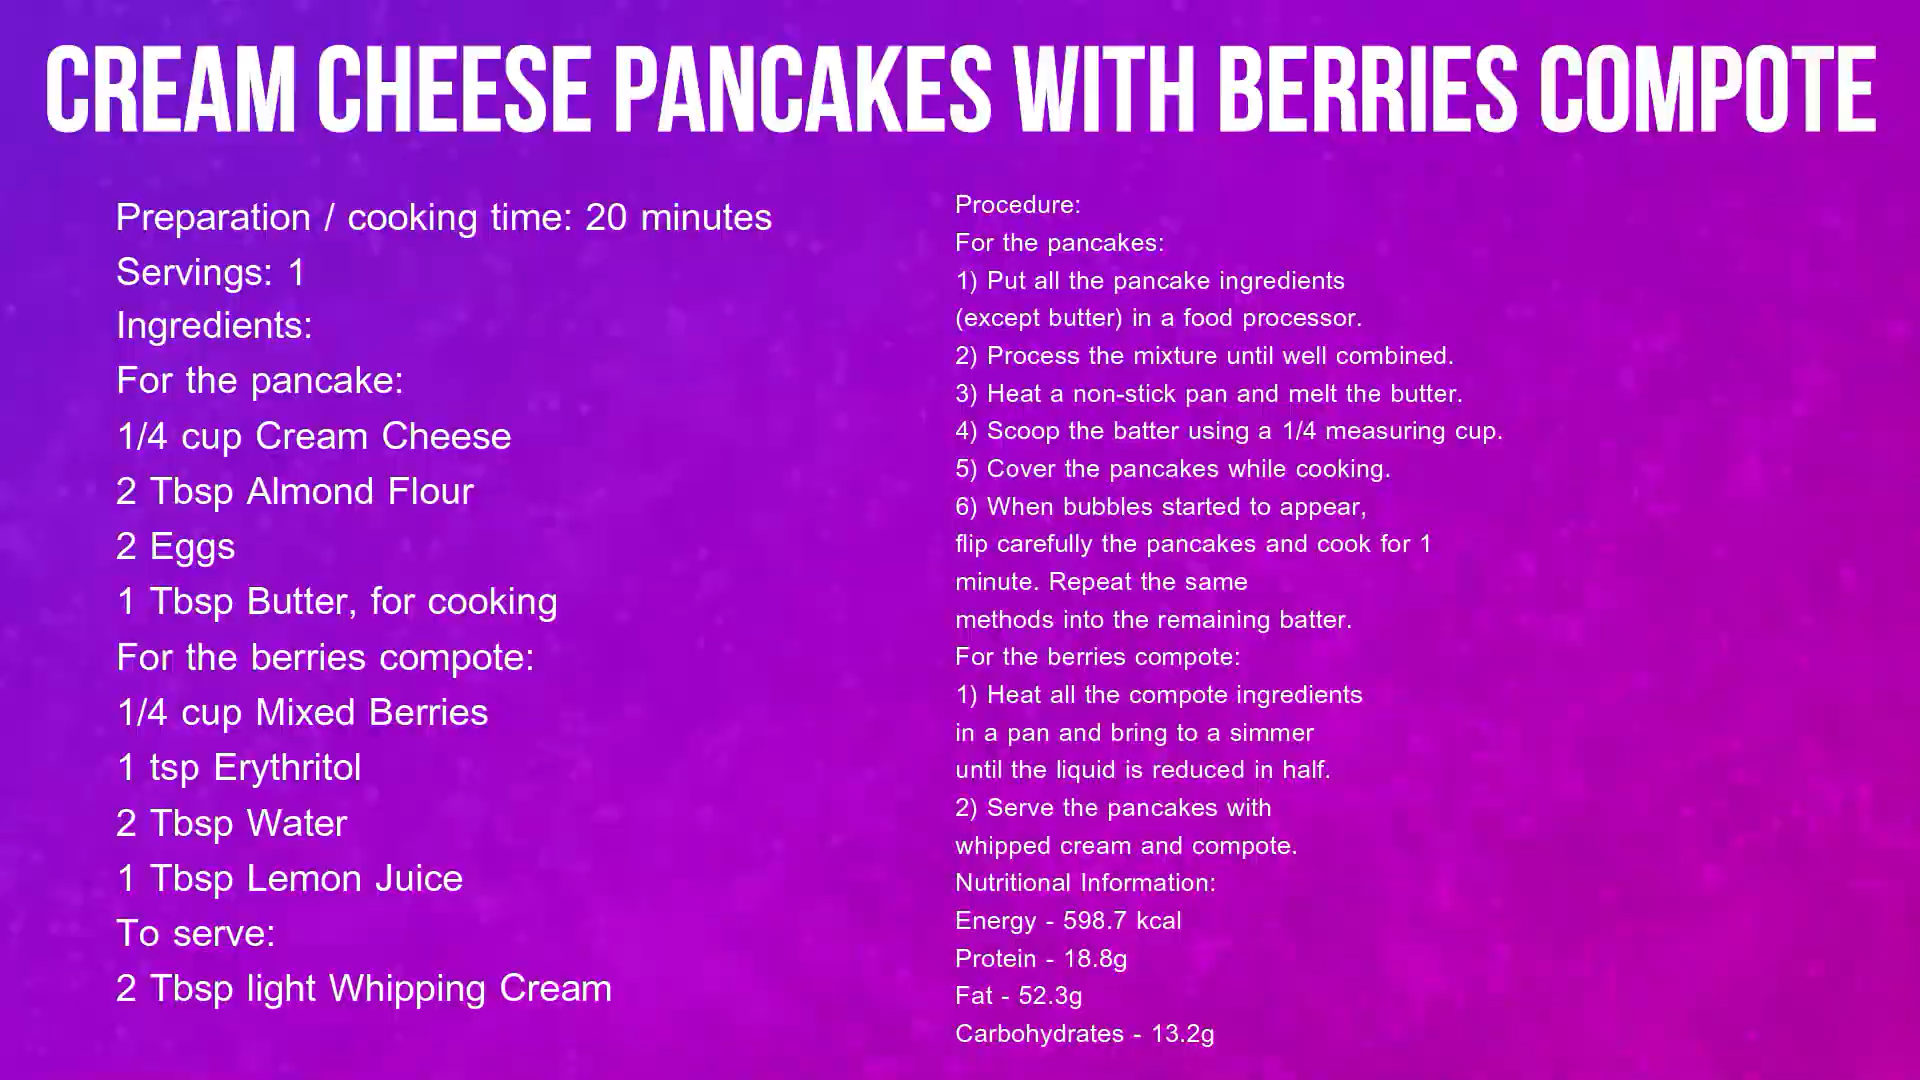 CREAM CHEESE PANCAKES WITH BERRIES COMPOTE
Preparation / cooking time: 20 minutes
Servings: 1
Ingredients:
For the pancake:
1/4 cup Cream Cheese
2 Tbsp Almond Flour
2 Eggs
1 Tbsp Butter, for cooking
For the berries compote:
1/4 cup Mixed Berries
1 tsp Erythritol
2 Tbsp Water
1 Tbsp Lemon Juice
To serve:
2 Tbsp light Whipping Cream
Procedure:
For the pancakes:
1) Put all the pancake ingredients
(except butter) in a food processor.
2) Process the mixture until well combined.
3) Heat a non-stick pan and melt the butter.
4) Scoop the batter using a 1/4 measuring cup.
5) Cover the pancakes while cooking.
6) When bubbles started to appear,
flip carefully the pancakes and cook for 1
minute. Repeat the same
methods into the remaining batter.
For the berries compote:
1) Heat all the compote ingredients
in a pan and bring to a simmer
until the liquid is reduced in half.
2) Serve the pancakes with
whipped cream and compote.
Nutritional Information:
Energy - 598.7 kcal
Protein - 18.8g
Fat - 52.3g
Carbohydrates - 13.2g